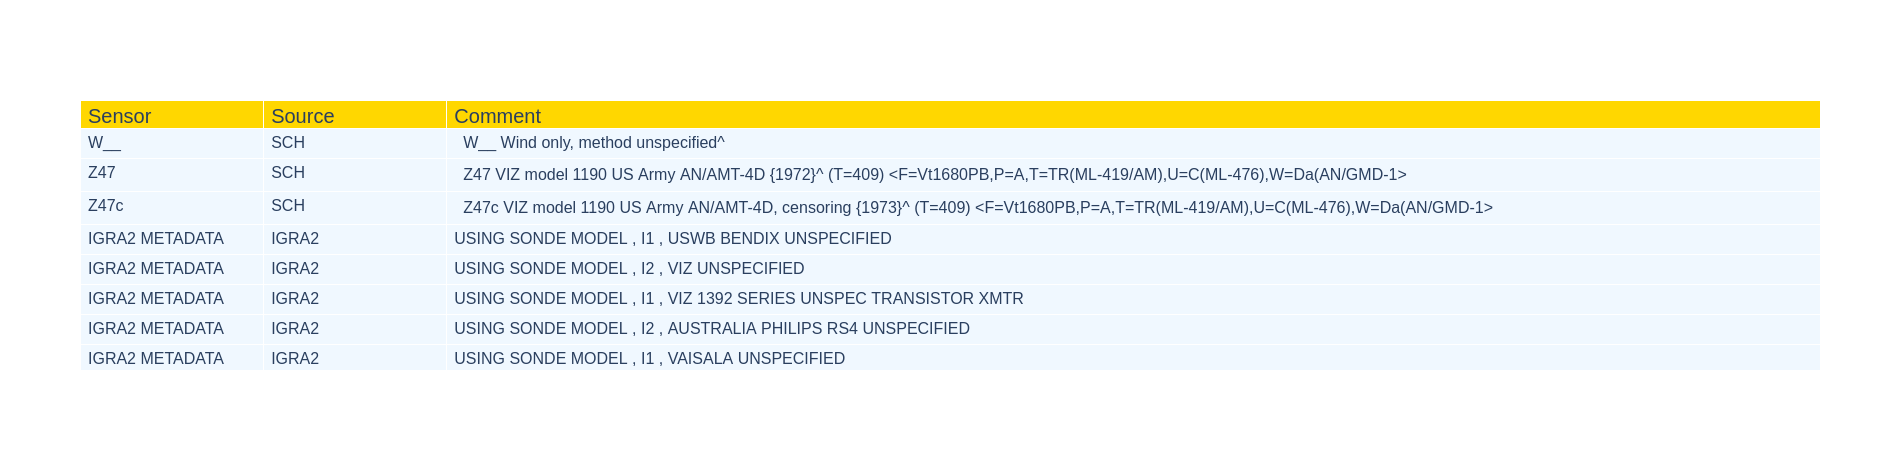 Sensor Source Comment
W__ SCH W__ Wind only, method unspecified^
Z47 SCH Z47 VIZ model 1190 US Army AN/AMT-4D {1972}^ (T=409) <F=Vt1680PB,P=A,T=TR(ML-419/AM),U=C(ML-476),W=Da(AN/GMD-1>
Z47c SCH Z47c VIZ model 1190 US Army AN/AMT-4D, censoring {1973}^ (T=409) <F=Vt1680PB,P=A,T=TR(ML-419/AM),U=C(ML-476),W=Da(AN/GMD-1>
IGRA2 METADATA IGRA2 USING SONDE MODEL , I1 , USWB BENDIX UNSPECIFIED
IGRA2 METADATA IGRA2 USING SONDE MODEL , I2 , VIZ UNSPECIFIED
IGRA2 METADATA IGRA2 USING SONDE MODEL , I1 , VIZ 1392 SERIES UNSPEC TRANSISTOR XMTR
IGRA2 METADATA IGRA2 USING SONDE MODEL , I2 , AUSTRALIA PHILIPS RS4 UNSPECIFIED
IGRA2 METADATA IGRA2 USING SONDE MODEL , I1 , VAISALA UNSPECIFIED